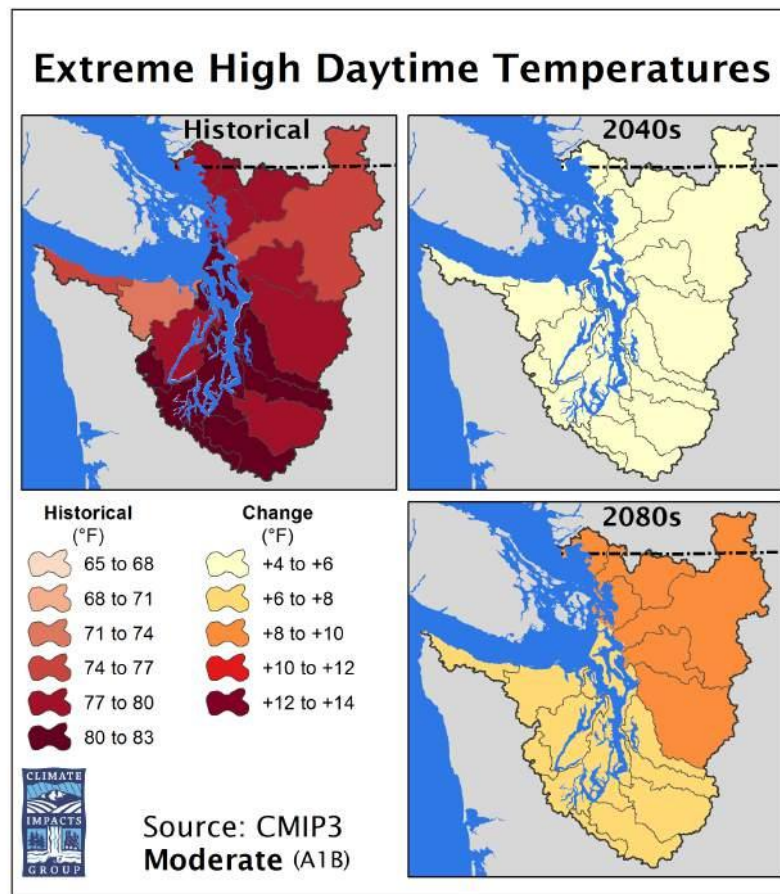 Extreme High Daytime Temperatures
Historical
2040s
2080s
Historical
(°F)
65 to 68
68 to 71
71 to 74
74 to 77
77 to 80
80 to 83
Change
(°F)
+4 to +6
+6 to +8
+8 to +10
+10 to +12
+12 to +14
CLIMATE
IMPACTS
GROUP
Source: CMIP3
Moderate (A1B)